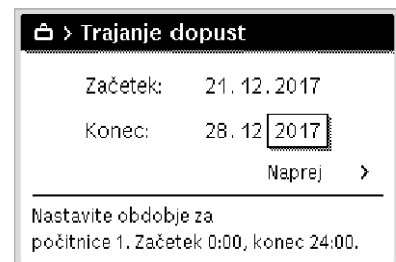 > Trajanje dopust
Začetek: 21.12.2017
Konec: 28.12 2017
Naprej >
Nastavite obdobje za
počitnice 1. Začetek 0:00, konec 24:00.